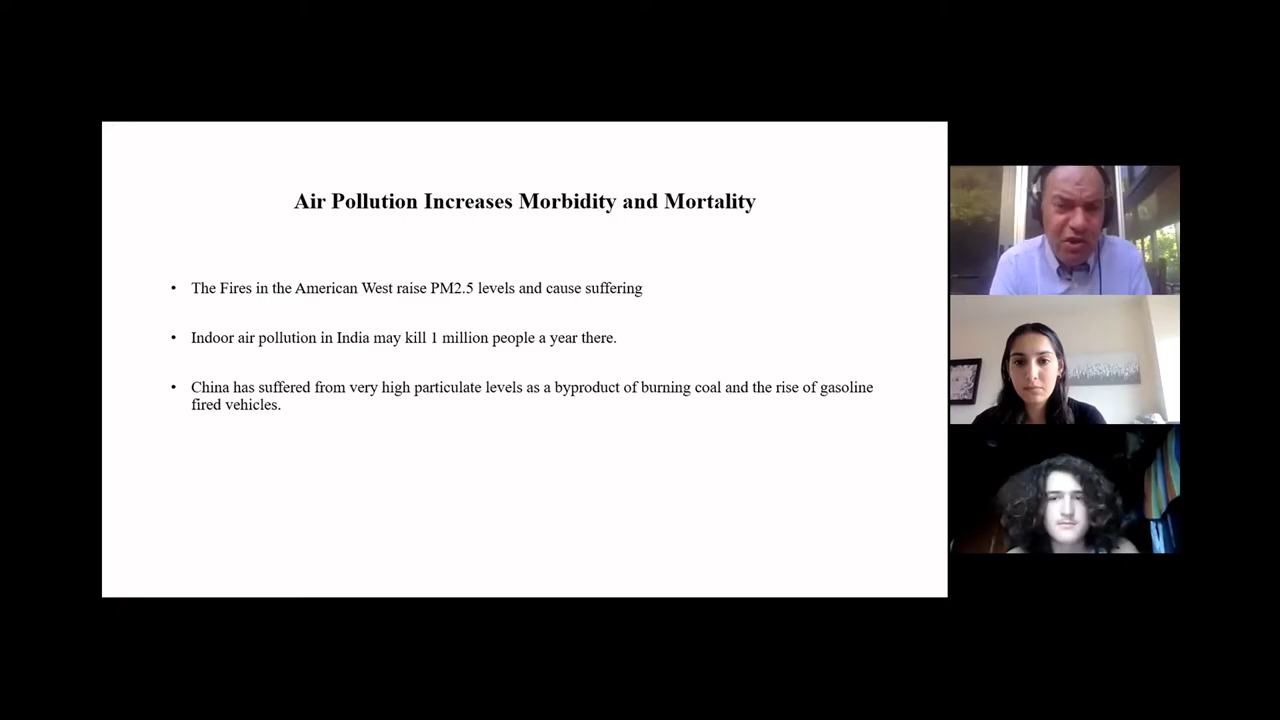 Air Pollution Increases Morbidity and Mortality
• The Fires in the American West raise PM2.5 levels and cause suffering
• Indoor air pollution in India may kill 1 million people a year there.
• China has suffered from very high particulate levels as a byproduct of burning coal and the rise of gasoline
fired vehicles.